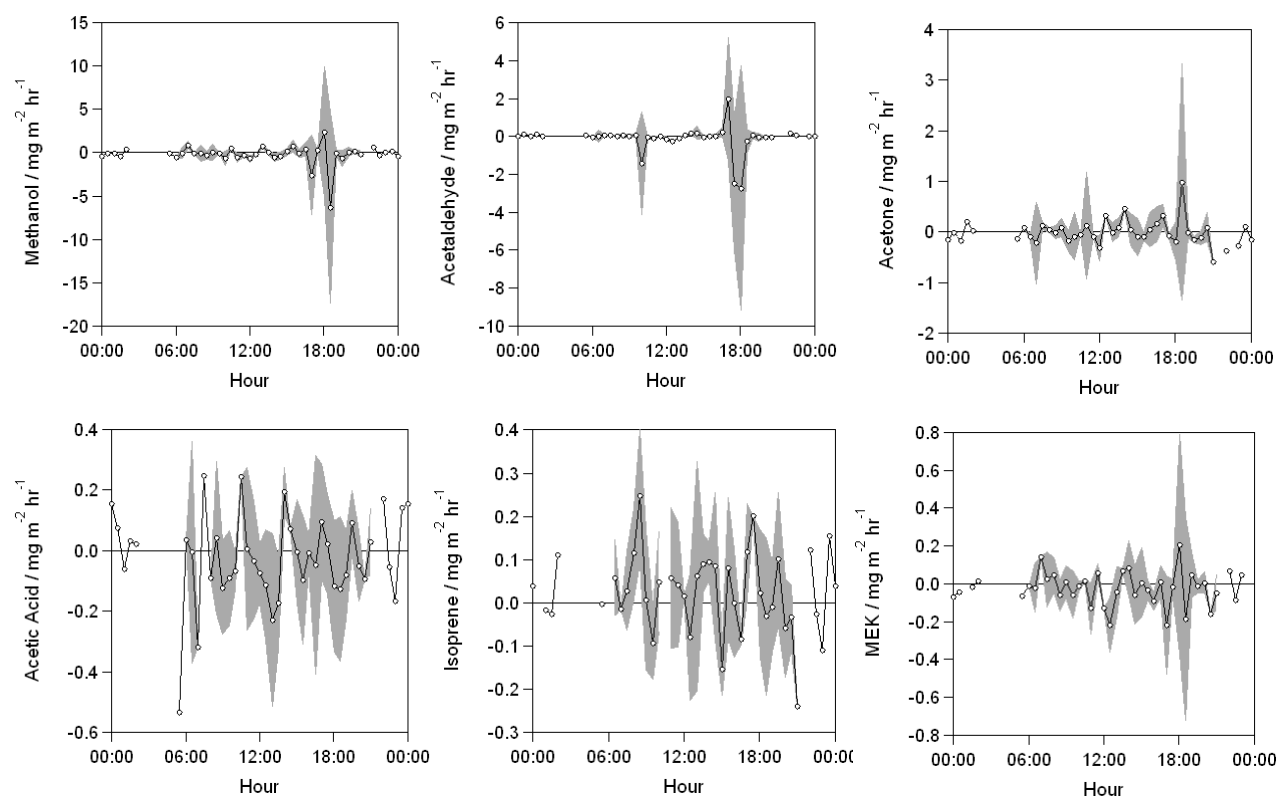 Methanol / mg m⁻² hr⁻¹
15
10
5
0
-5
-10
-15
-20
00:00 06:00 12:00 18:00 00:00
Hour
Acetaldehyde / mg m⁻² hr⁻¹
6
4
2
0
-2
-4
-6
-8
-10
00:00 06:00 12:00 18:00 00:00
Hour
Acetone / mg m⁻² hr⁻¹
4
3
2
1
0
-1
-2
00:00 06:00 12:00 18:00 00:00
Hour
Acetic Acid / mg m⁻² hr⁻¹
0.4
0.2
0.0
-0.2
-0.4
-0.6
00:00 06:00 12:00 18:00 00:00
Hour
Isoprene / mg m⁻² hr⁻¹
0.4
0.3
0.2
0.1
0.0
-0.1
-0.2
-0.3
00:00 06:00 12:00 18:00 00:00
Hour
MEK / mg m⁻² hr⁻¹
0.8
0.6
0.4
0.2
0.0
-0.2
-0.4
-0.6
-0.8
00:00 06:00 12:00 18:00 00:00
Hour